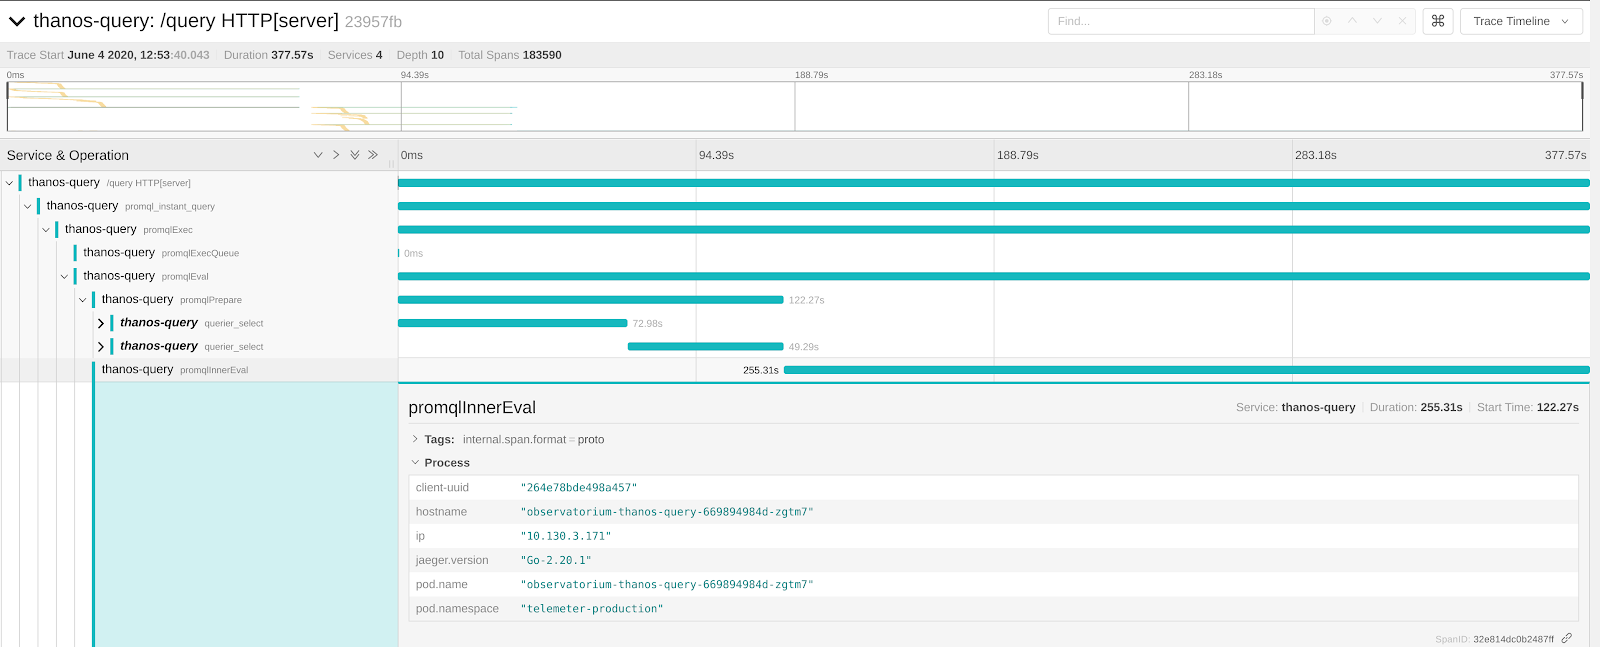 thanos-query: /query HTTP[server] 23957fb
Find...
⌘
Trace Timeline
Trace Start June 4 2020, 12:53:40.043 Duration 377.57s Services 4 Depth 10 Total Spans 183590
0ms 94.39s 188.79s 283.18s 377.57s
Service & Operation 0ms 94.39s 188.79s 283.18s 377.57s
thanos-query /query HTTP[server]
thanos-query promql_instant_query
thanos-query promqlExec
thanos-query promqlExecQueue 0ms
thanos-query promqlEval
thanos-query promqlPrepare 122.27s
thanos-query querier_select 72.98s
thanos-query querier_select 49.29s
thanos-query promqlInnerEval 255.31s
promqlInnerEval Service: thanos-query Duration: 255.31s Start Time: 122.27s
Tags: internal.span.format = proto
Process
client-uuid "264e78bde498a457"
hostname "observatorium-thanos-query-669894984d-zgtm7"
ip "10.130.3.171"
jaeger.version "Go-2.20.1"
pod.name "observatorium-thanos-query-669894984d-zgtm7"
pod.namespace "telemeter-production"
SpanID: 32e814dc0b2487ff